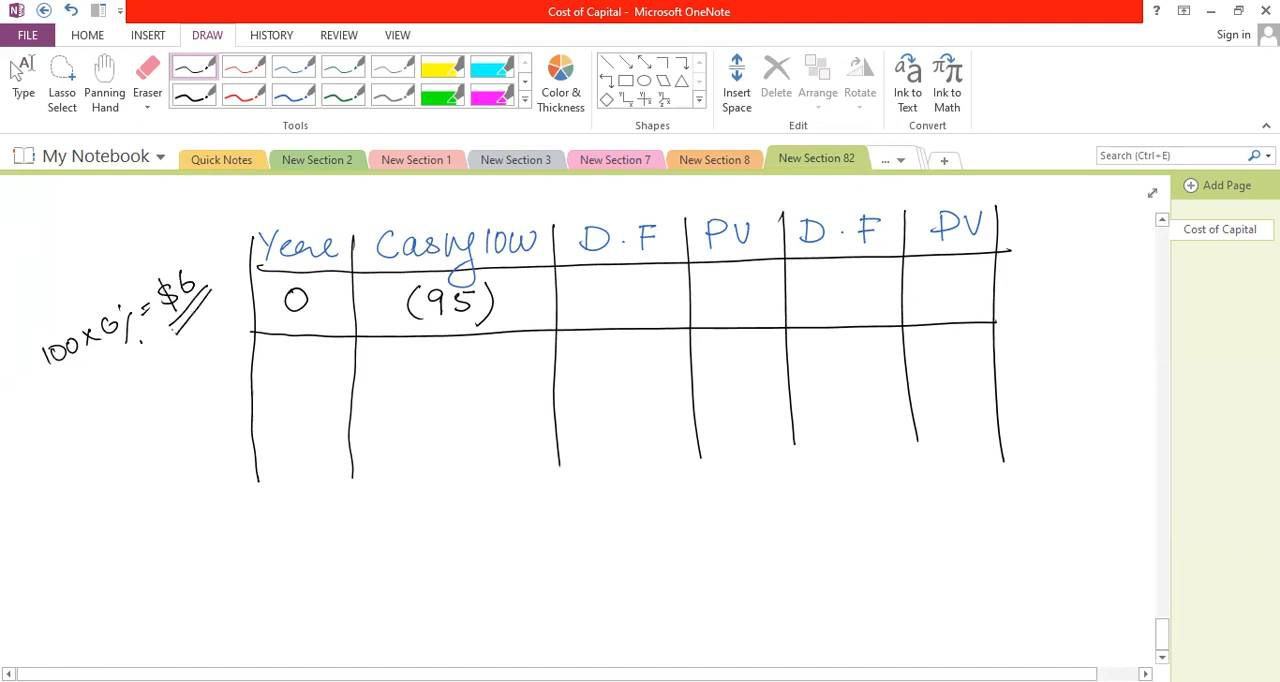 Cost of Capital - Microsoft OneNote
?
FILE HOME INSERT DRAW HISTORY REVIEW VIEW
Sign in
Type
Lasso Select
Panning Hand
Eraser
Color & Thickness
Insert Space
Delete
Arrange
Rotate
Ink to Text
Ink to Math
Tools
Shapes
Edit
Convert
My Notebook
Quick Notes
New Section 2
New Section 1
New Section 3
New Section 7
New Section 8
New Section 82
...
Search (Ctrl+E)
Add Page
Cost of Capital
Year Cashflow D.F PV D.F PV
0 (95)
100 x 6% = $6